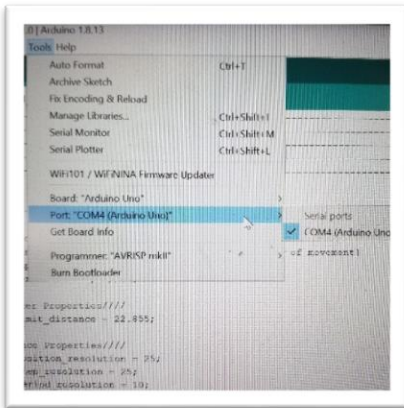 | Arduino 1.8.13
Tools Help
Auto Format Ctrl+T
Archive Sketch
Fix Encoding & Reload
Manage Libraries... Ctrl+Shift+I
Serial Monitor Ctrl+Shift+M
Serial Plotter Ctrl+Shift+L
WiFi101 / WiFiNINA Firmware Updater
Board: "Arduino Uno"
Port: "COM4 (Arduino Uno)"
Serial ports
Get Board Info
COM4 (Arduino Uno
Programmer: "AVRISP mkII"
of movement)
Burn Bootloader
er Properties////
mit_distance = 22.855;
Properties////
sition_resolution = 25;
resolution = 25;
resolution = 10;